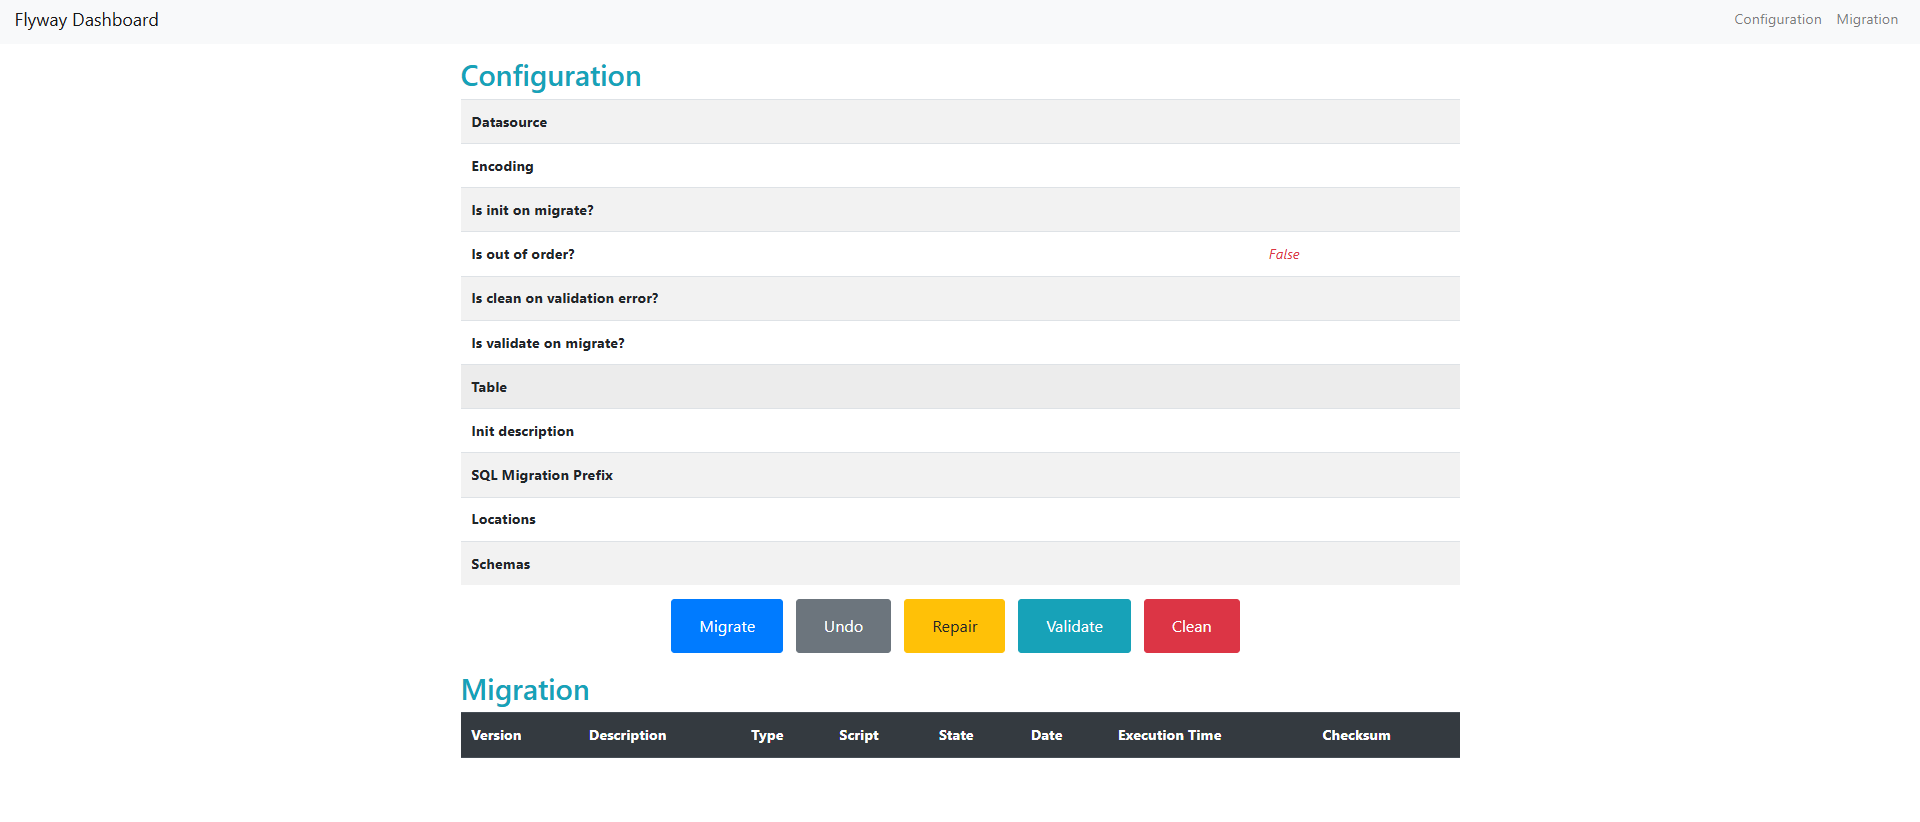 Flyway Dashboard Configuration Migration
Configuration
Datasource
Encoding
Is init on migrate?
Is out of order? False
Is clean on validation error?
Is validate on migrate?
Table
Init description
SQL Migration Prefix
Locations
Schemas
Migrate Undo Repair Validate Clean
Migration
Version Description Type Script State Date Execution Time Checksum